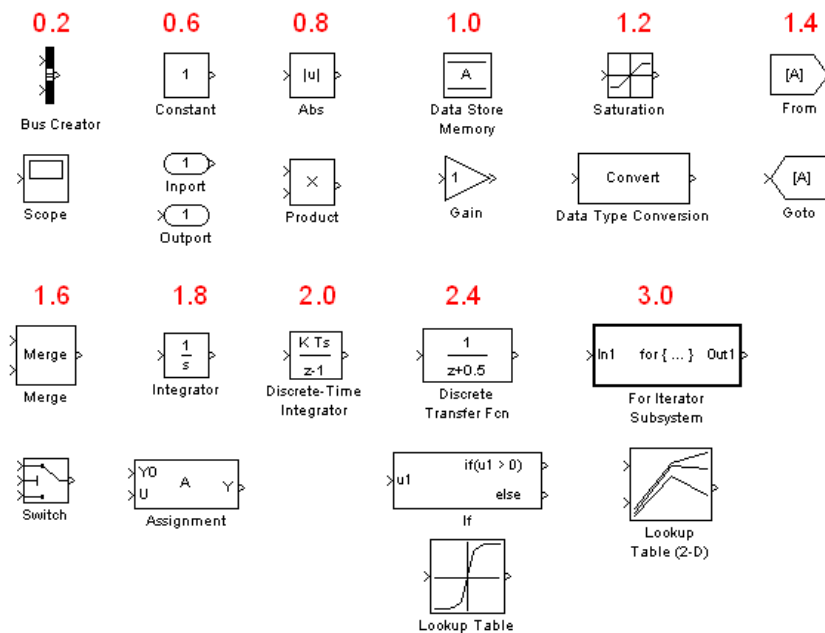 0.2 0.6 0.8 1.0 1.2 1.4
1 |u| A [A]
Bus Creator Constant Abs Data Store Memory Saturation From
1
Inport
1
Outport
× 1 Convert [A]
Scope Product Gain Data Type Conversion Goto
1.6 1.8 2.0 2.4 3.0
Merge
Merge
1
s
Integrator
K Ts
z-1
Discrete-Time
Integrator
1
z+0.5
Discrete
Transfer Fcn
In1 for { ... } Out1
For Iterator
Subsystem
Switch
Y0
U
A
Y
Assignment
u1
if(u1 > 0)
else
If
Lookup
Table (2-D)
Lookup Table